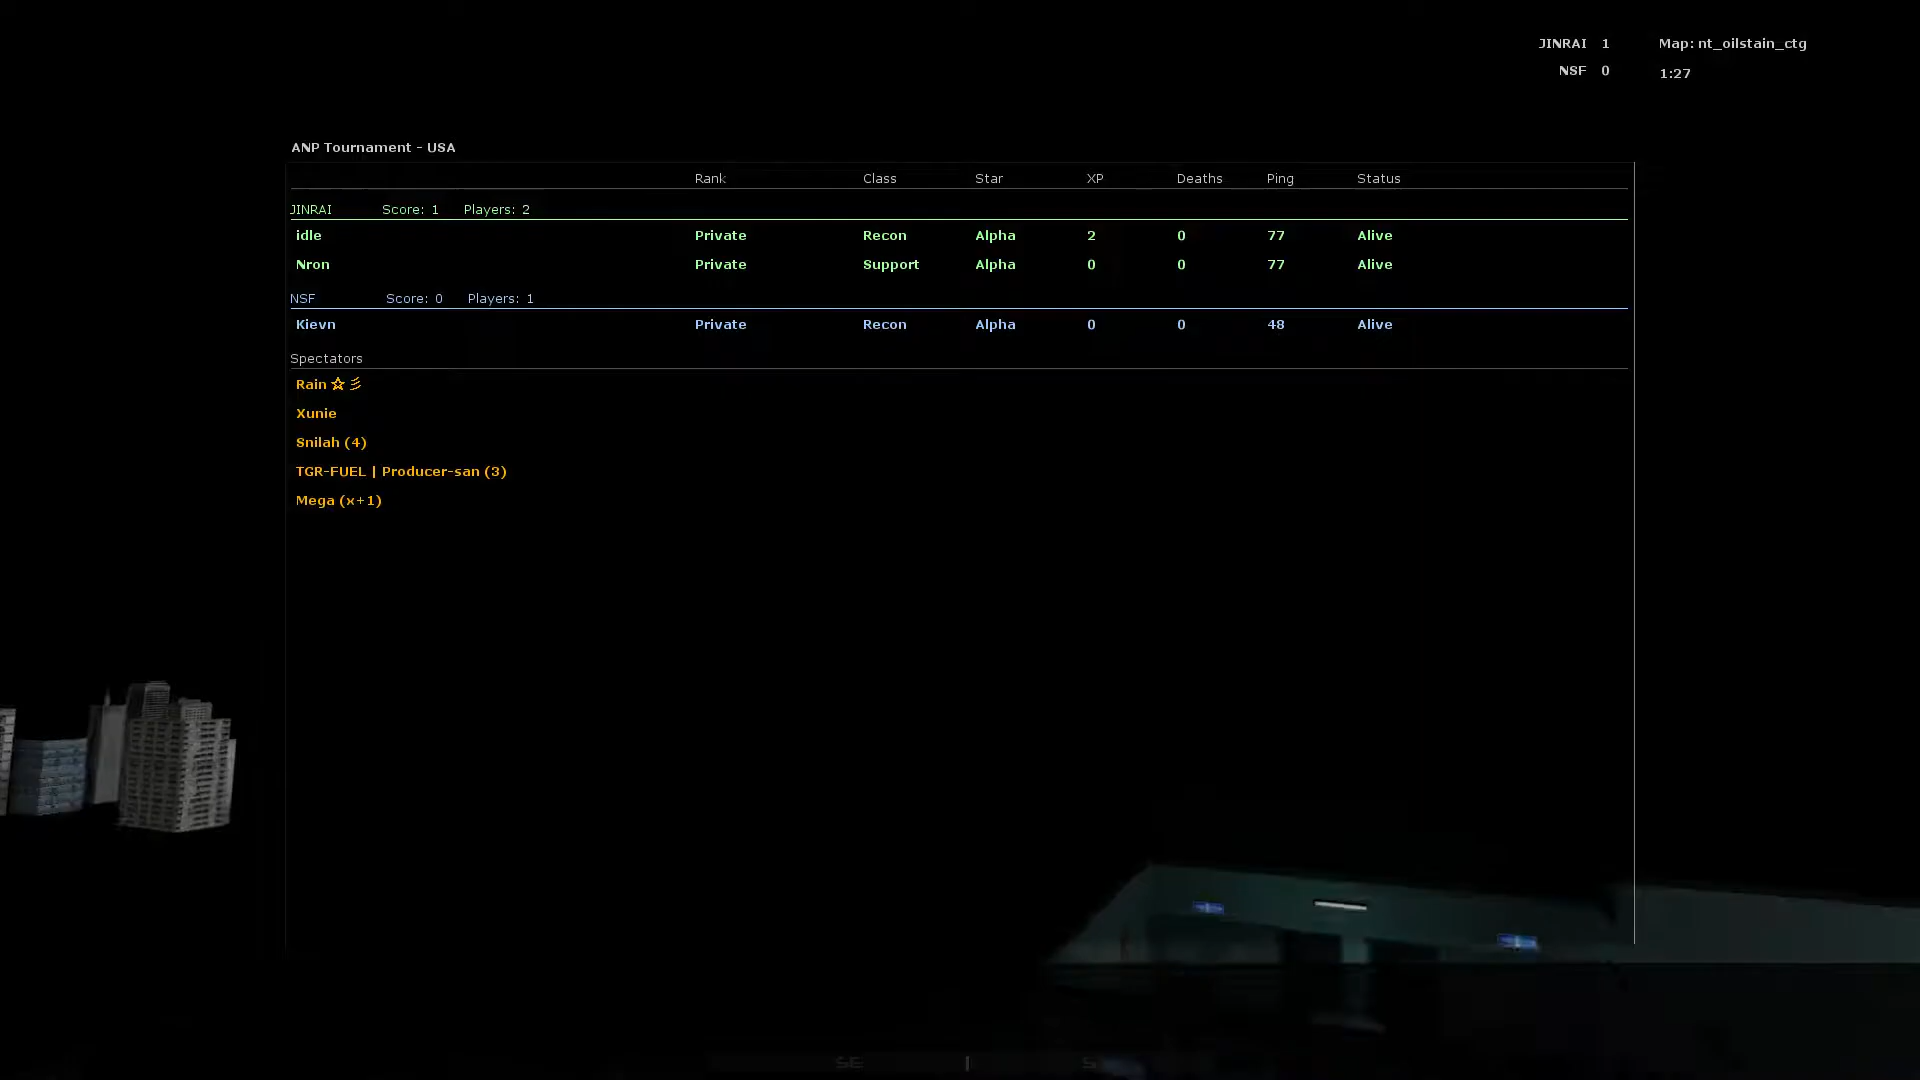 JINRAI 1 Map: nt_oilstain_ctg
NSF 0 1:27
ANP Tournament - USA
Rank Class Star XP Deaths Ping Status
JINRAI Score: 1 Players: 2
idle Private Recon Alpha 2 0 77 Alive
Nron Private Support Alpha 0 0 77 Alive
NSF Score: 0 Players: 1
Kievn Private Recon Alpha 0 0 48 Alive
Spectators
Rain ☆彡
Xunie
Snilah (4)
TGR-FUEL | Producer-san (3)
Mega (x+1)
SE | S